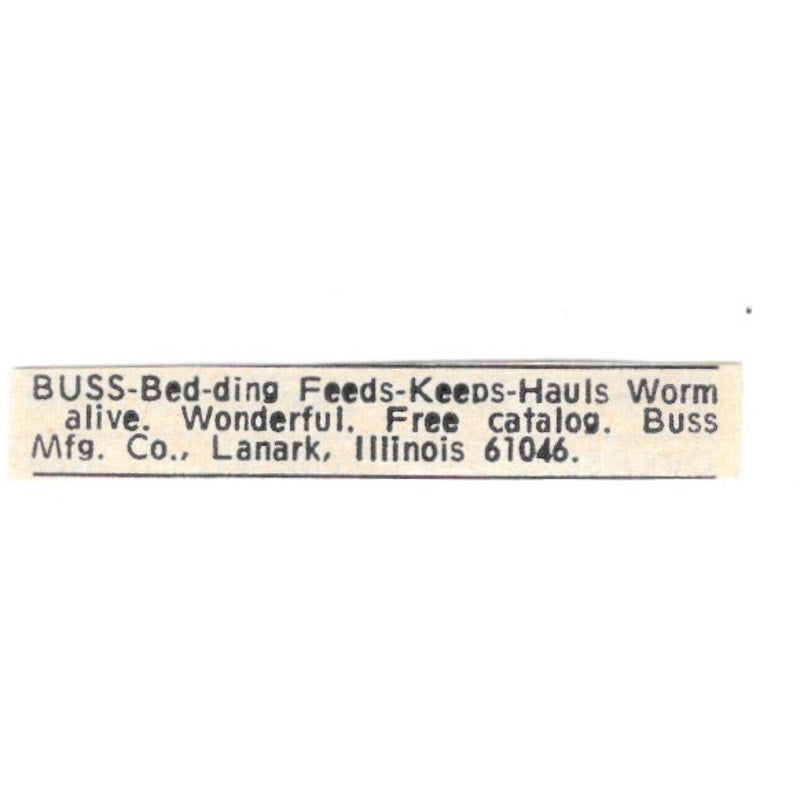 BUSS-Bed-ding Feeds-Keeps-Hauls Worm
alive. Wonderful. Free catalog. Buss
Mfg. Co., Lanark, Illinois 61046.